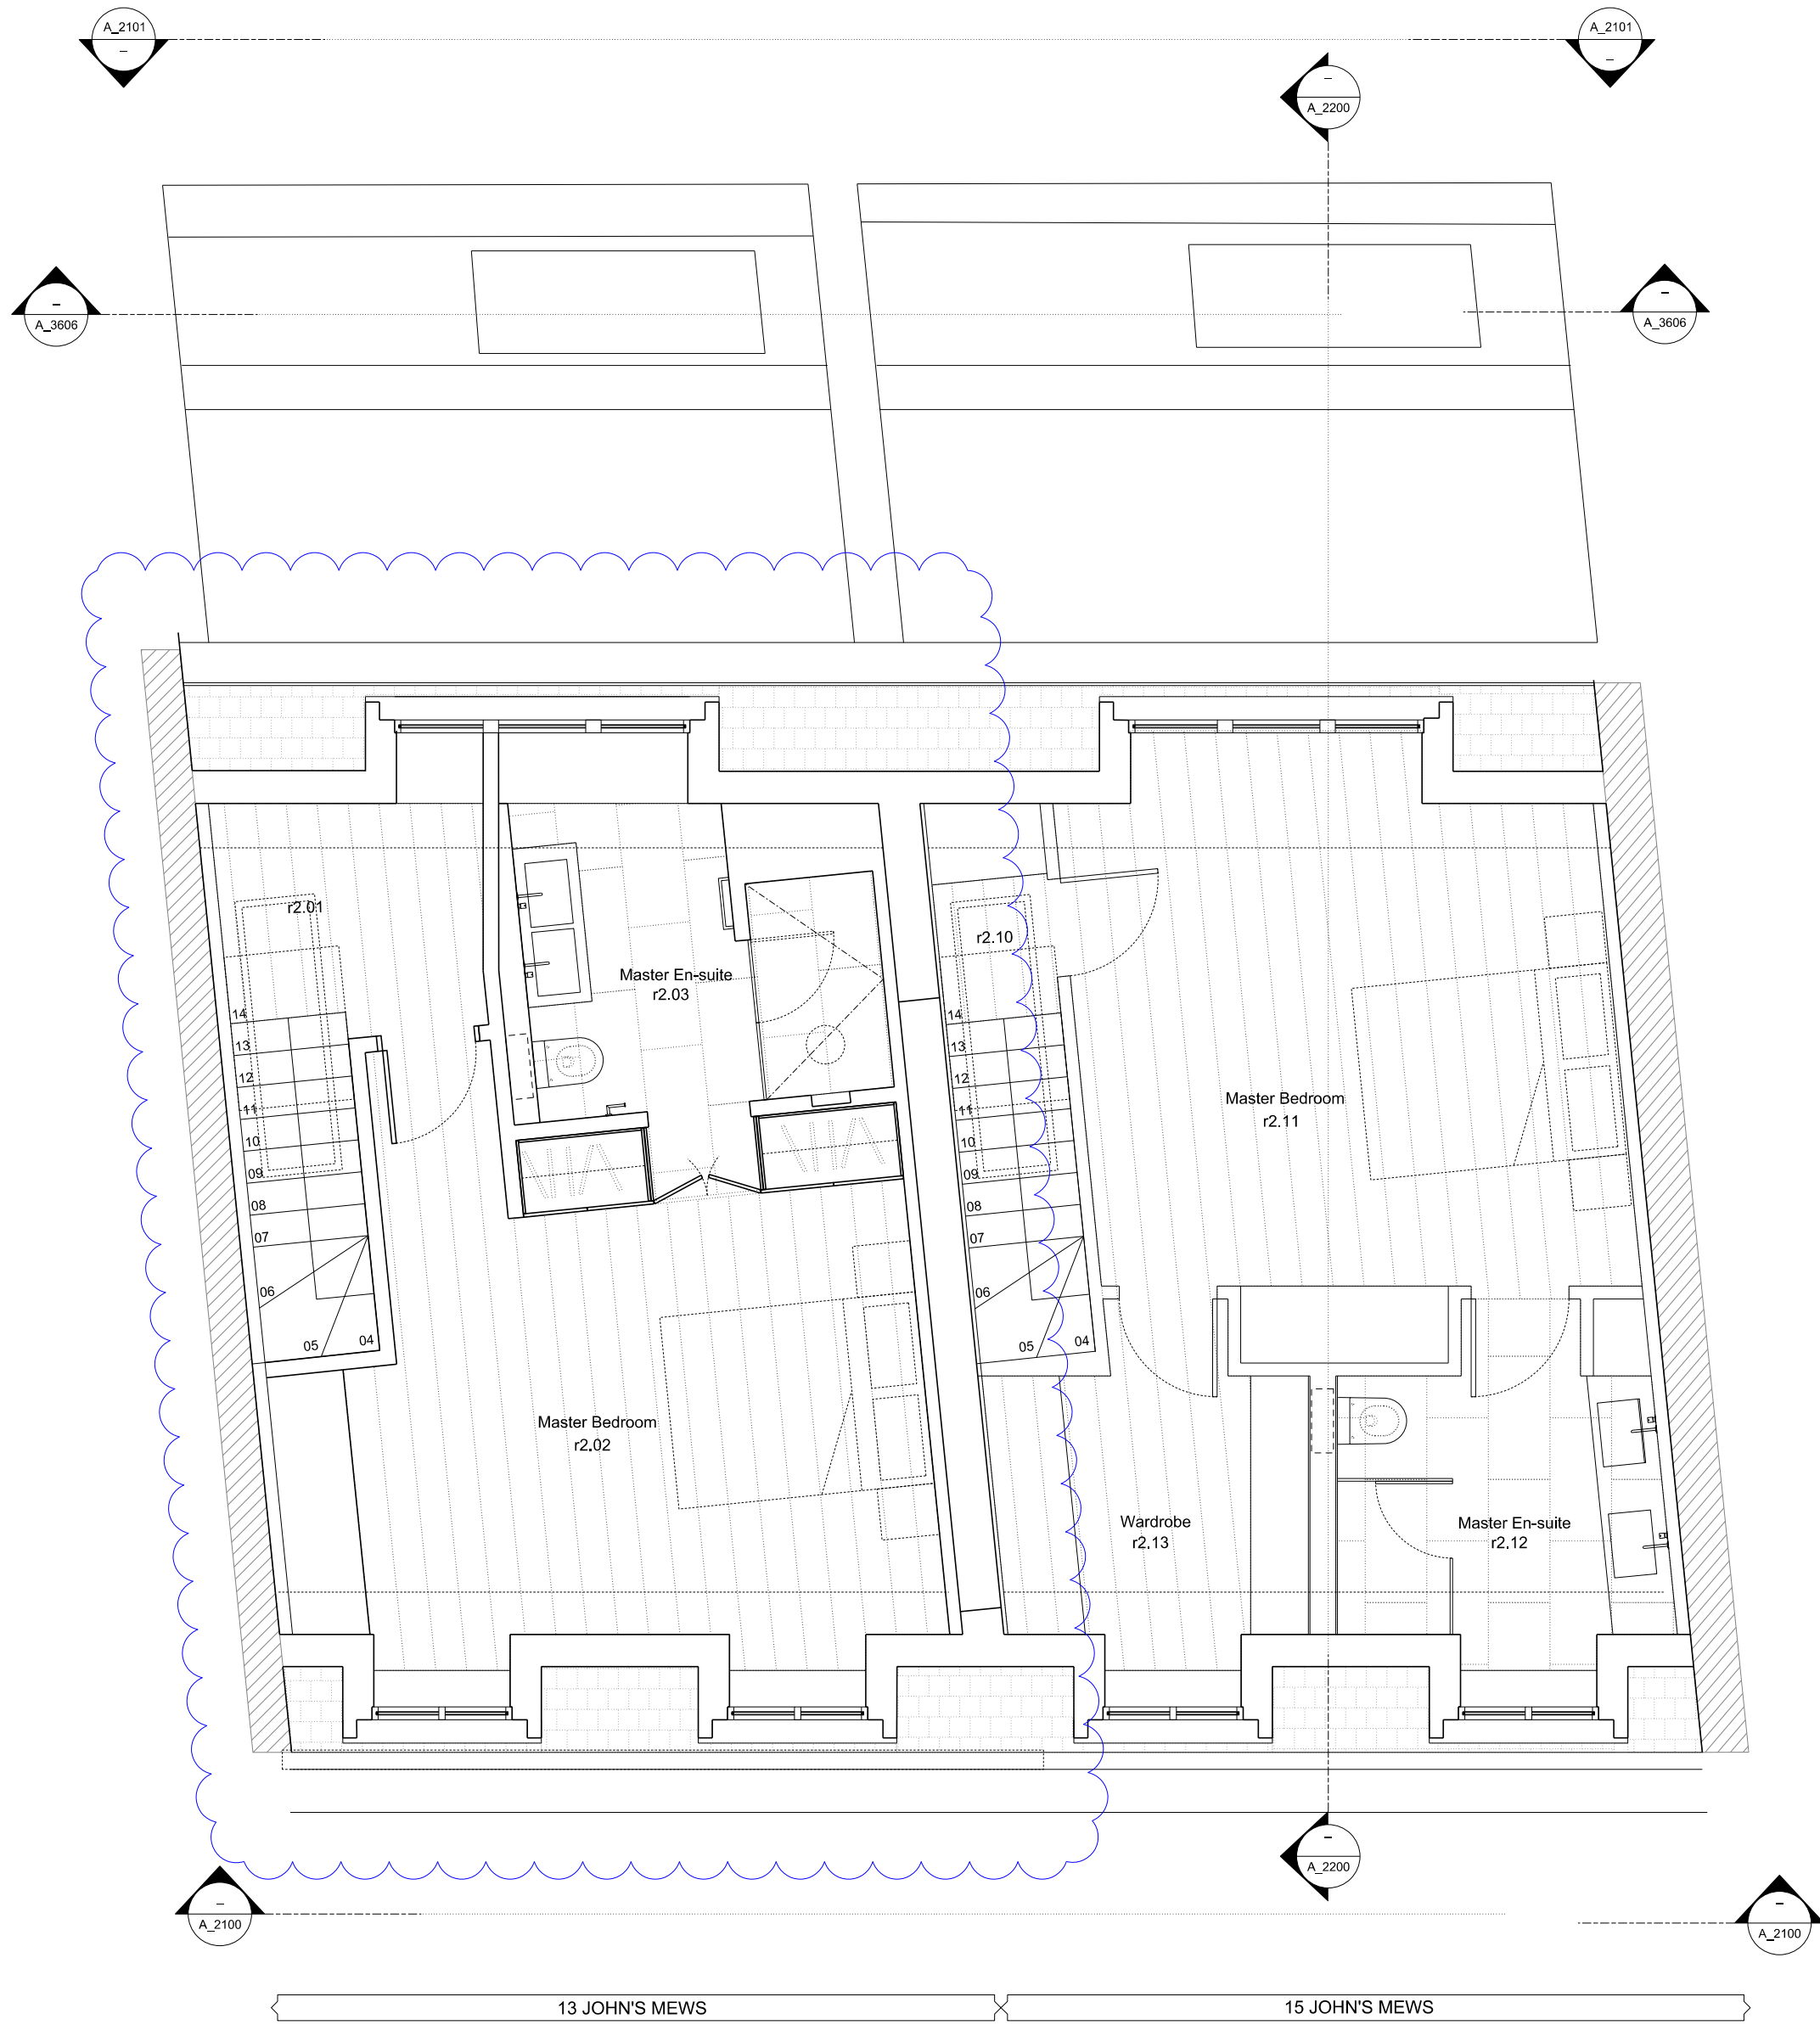 A_2101
A_2101
A_2200
A_3606
A_3606
r2.01
r2.10
Master En-suite
r2.03
14
13
12
11
10
09
08
07
06
05
04
14
13
12
11
10
09
08
07
06
05
04
Master Bedroom
r2.11
Master Bedroom
r2.02
Wardrobe
r2.13
Master En-suite
r2.12
A_2200
A_2100
A_2100
13 JOHN'S MEWS
15 JOHN'S MEWS